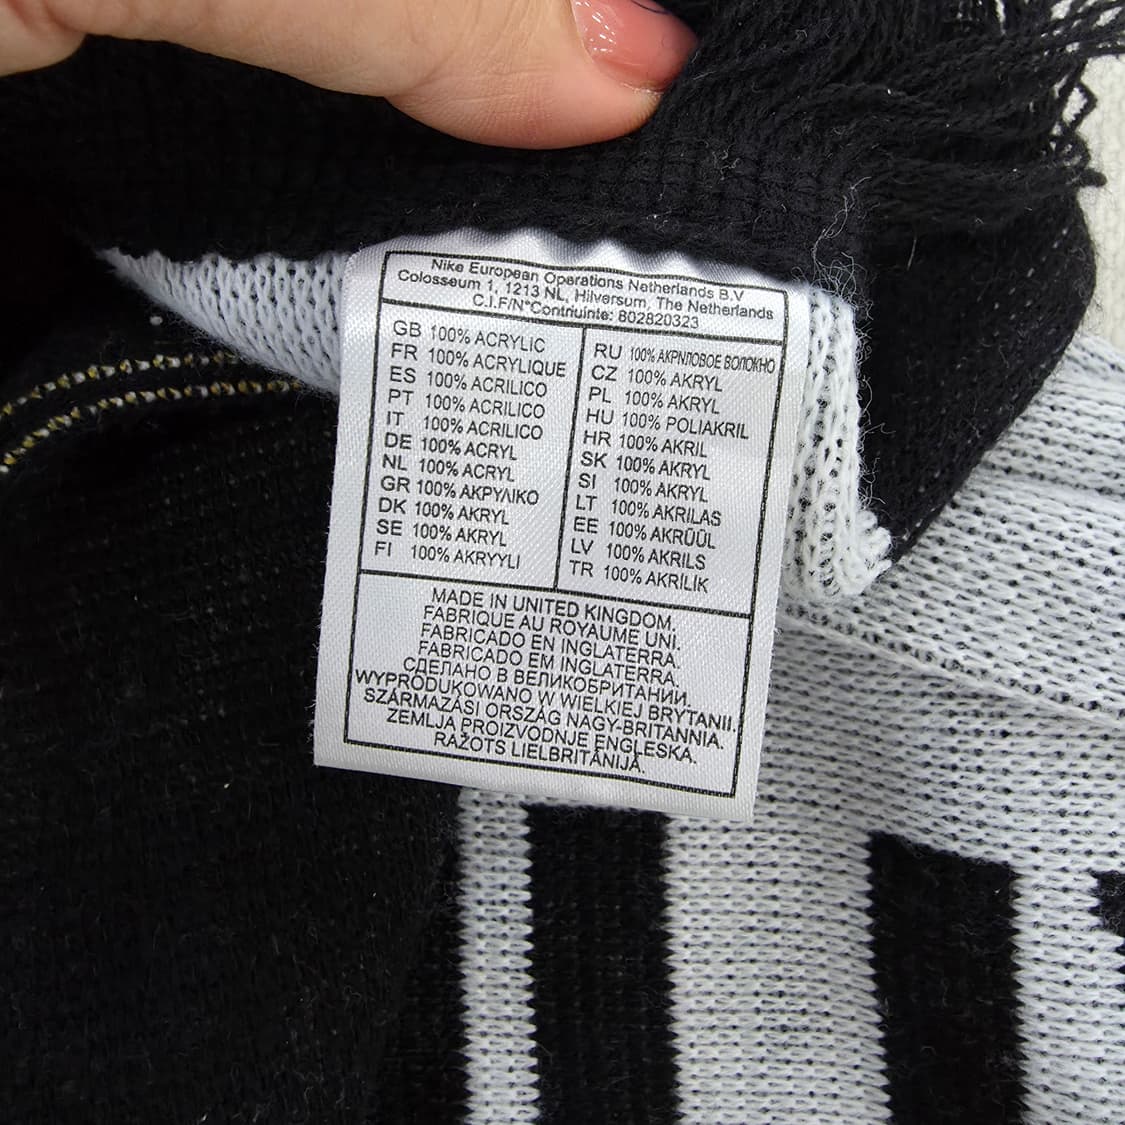 Nike European Operations Netherlands B.V
Colosseum 1, 1213 NL, Hilversum, The Netherlands
C.I.F/N°Contriuinte: 802820323
GB 100% ACRYLIC
FR 100% ACRYLIQUE
ES 100% ACRILICO
PT 100% ACRILICO
IT 100% ACRILICO
DE 100% ACRYL
NL 100% ACRYL
GR 100% ΑΚΡΥΛΙΚΟ
DK 100% AKRYL
SE 100% AKRYL
FI 100% AKRYYLI
RU 100% АКРИЛОВОЕ ВОЛОКНО
CZ 100% AKRYL
PL 100% AKRYL
HU 100% POLIAKRIL
HR 100% AKRIL
SK 100% AKRYL
SI 100% AKRYL
LT 100% AKRILAS
EE 100% AKRÜÜL
LV 100% AKRILS
TR 100% AKRİLİK
MADE IN UNITED KINGDOM.
FABRIQUE AU ROYAUME UNI.
FABRICADO EN INGLATERRA.
FABRICADO EM INGLATERRA.
СДЕЛАНО В ВЕЛИКОБРИТАНИИ.
WYPRODUKOWANO W WIELKIEJ BRYTANII.
SZÁRMAZÁSI ORSZÁG NAGY-BRITANNIA.
ZEMLJA PROIZVODNJE ENGLESKA.
RAŽOTS LIELBRITĀNIJĀ.